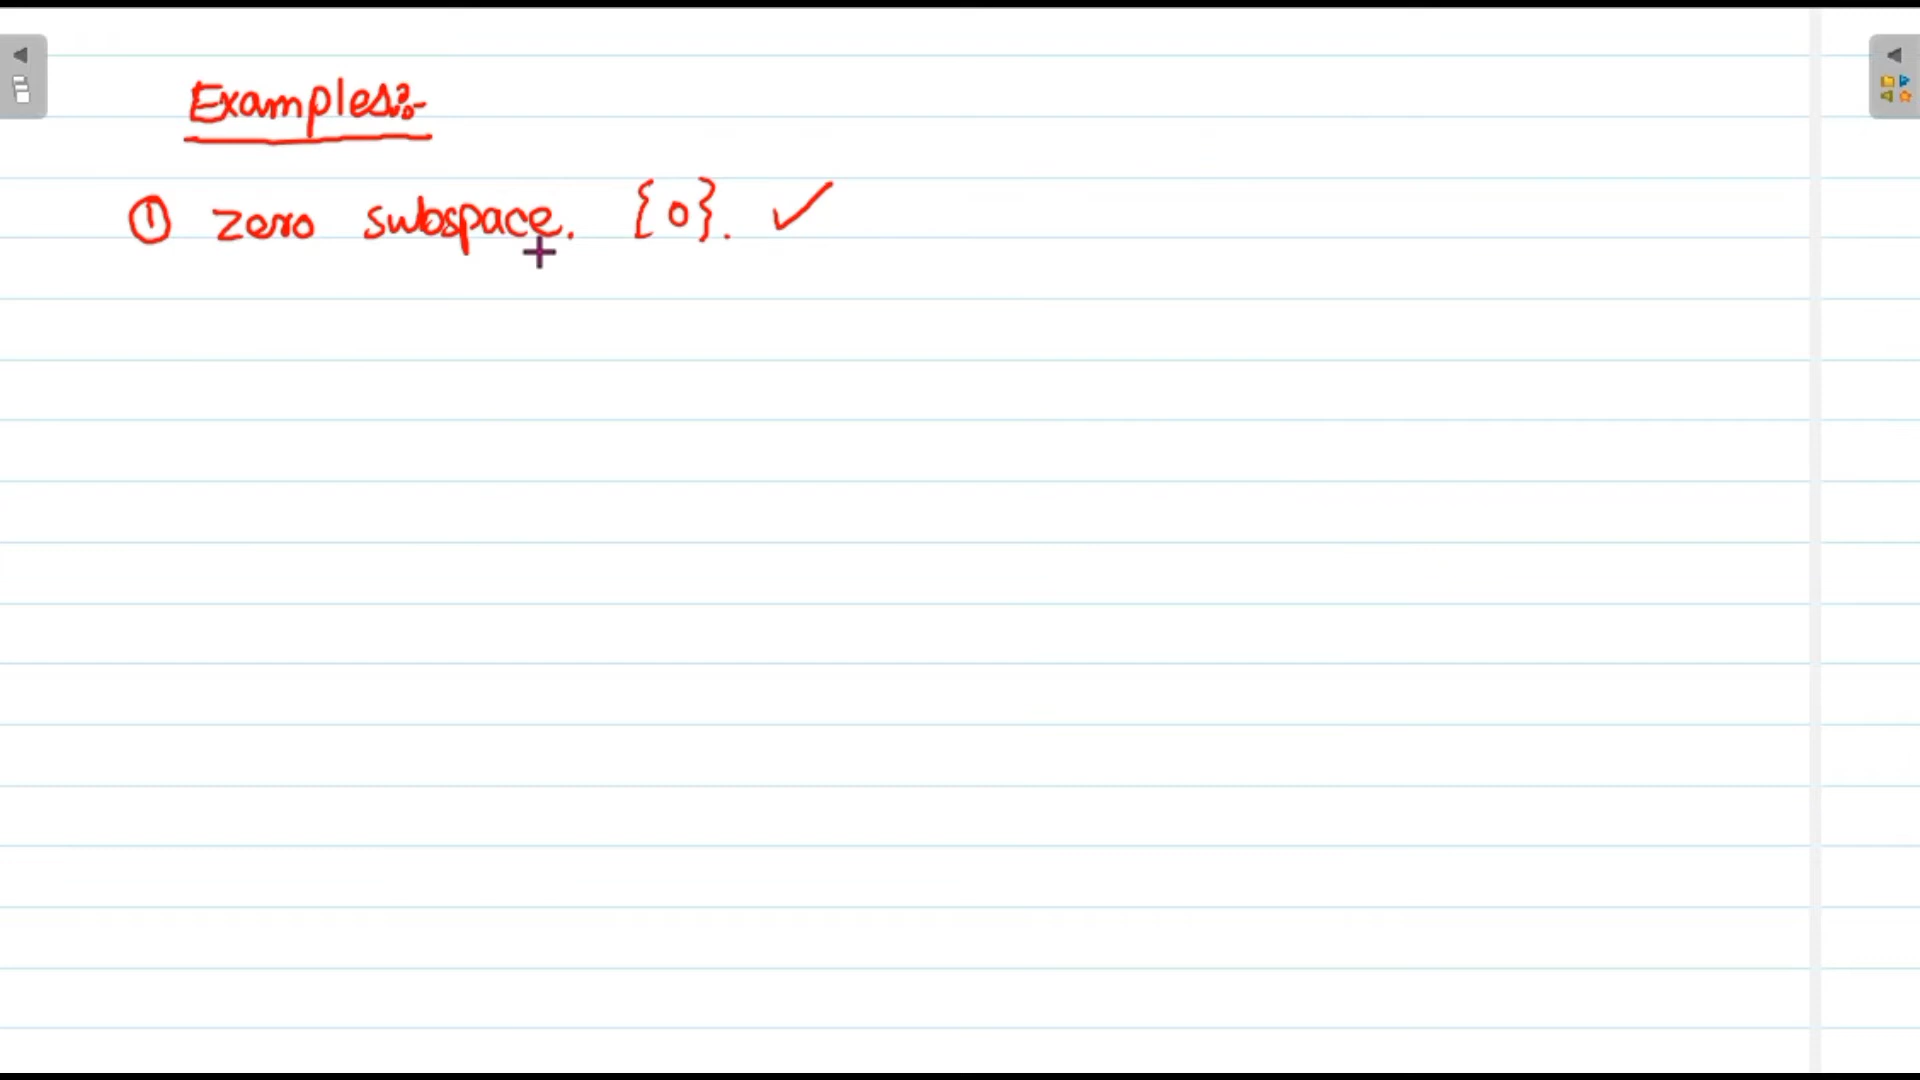 Examples:-
① zero subspace. {0}. ✓